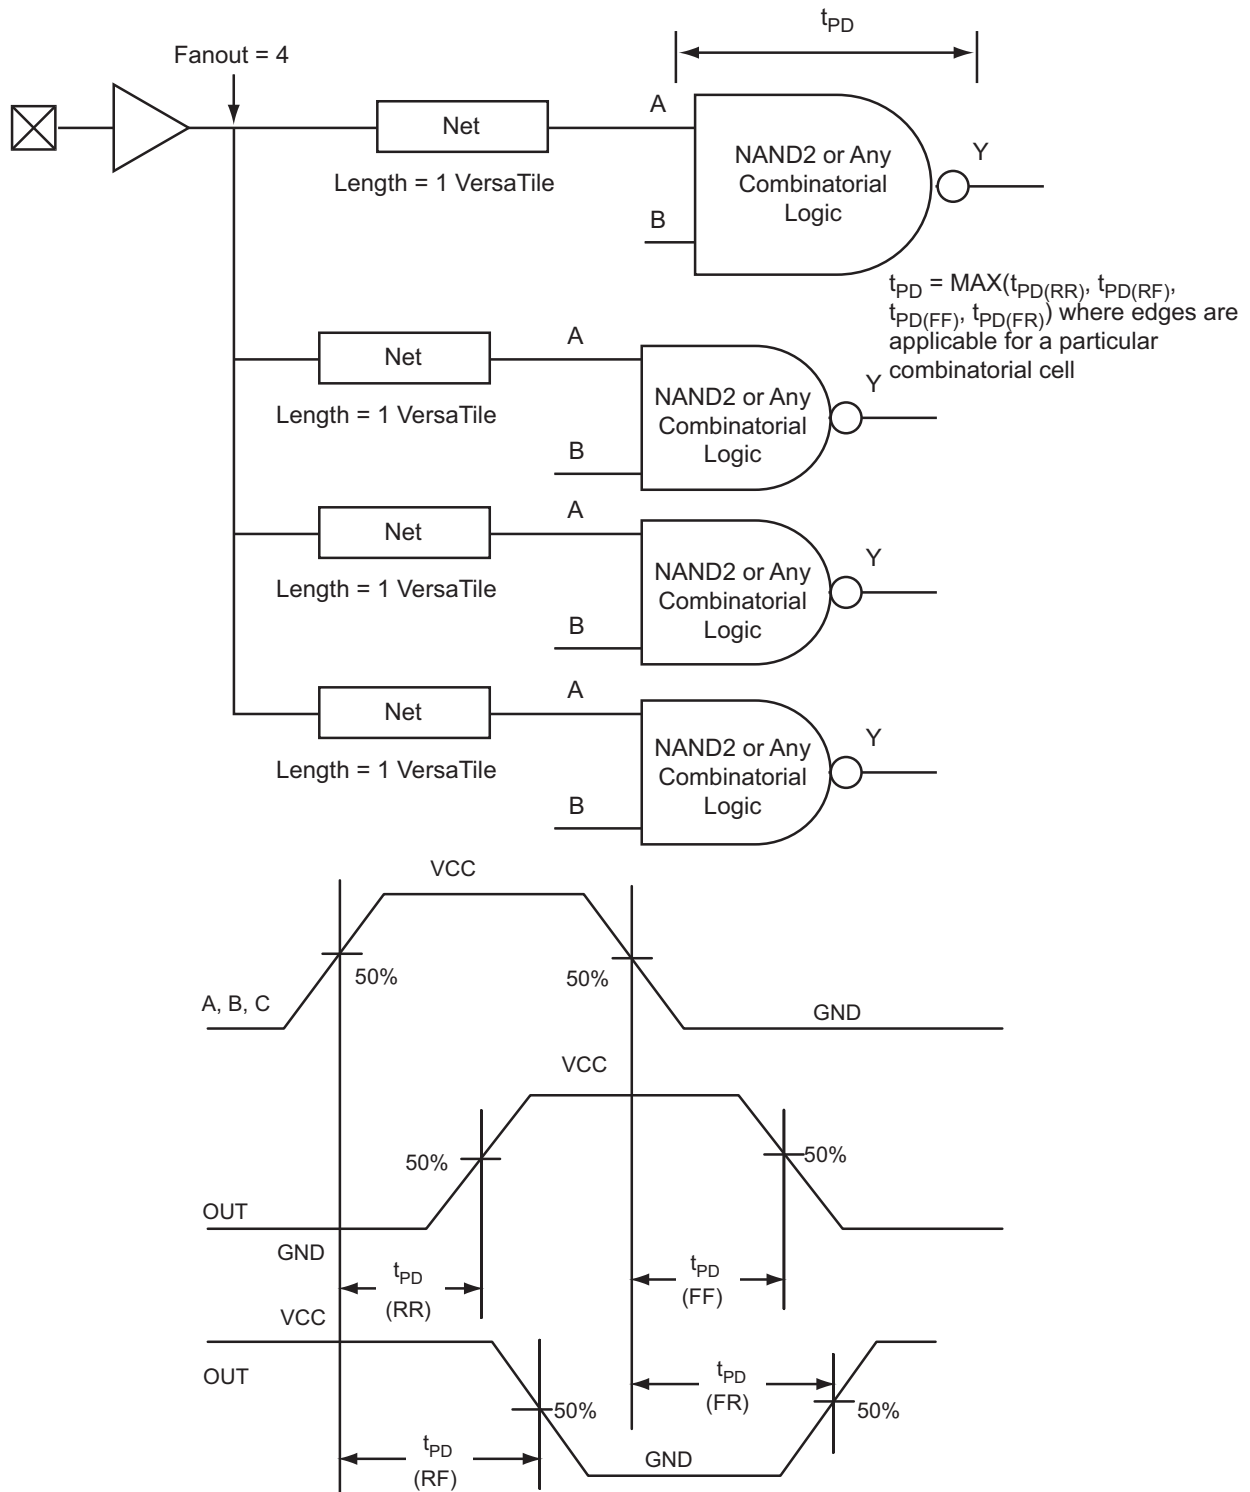 tPD
Fanout = 4
Net
Length = 1 VersaTile
A
B
NAND2 or Any
Combinatorial
Logic
Y
tPD = MAX(tPD(RR), tPD(RF),
tPD(FF), tPD(FR)) where edges are
applicable for a particular
combinatorial cell
Net
Length = 1 VersaTile
A
B
NAND2 or Any
Combinatorial
Logic
Y
Net
Length = 1 VersaTile
A
B
NAND2 or Any
Combinatorial
Logic
Y
Net
Length = 1 VersaTile
A
B
NAND2 or Any
Combinatorial
Logic
Y
VCC
50%
50%
A, B, C
GND
VCC
50%
50%
OUT
GND
tPD
(RR)
tPD
(FF)
VCC
OUT
tPD
(FR)
50%
50%
tPD
(RF)
GND